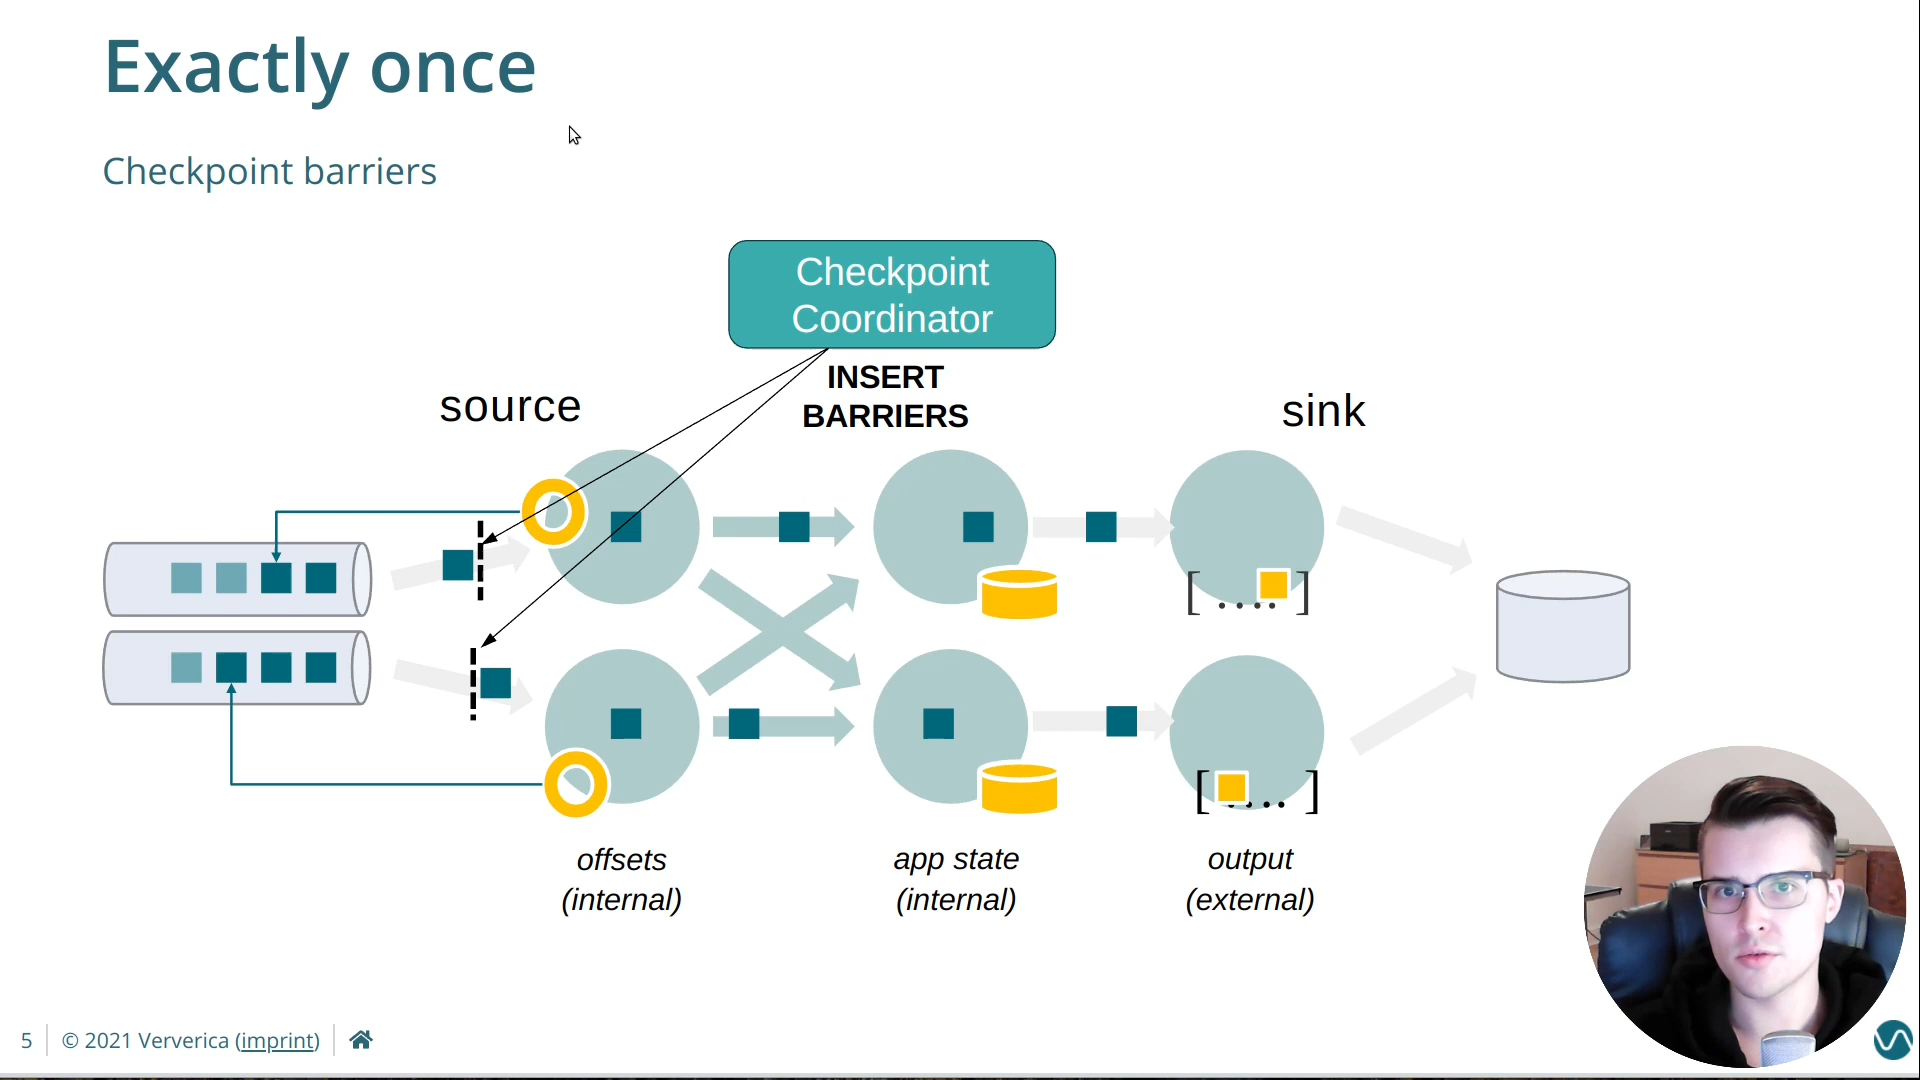 Exactly once
Checkpoint barriers
Checkpoint
Coordinator
INSERT
BARRIERS
source
sink
[ .... ]
[ .... ]
offsets
(internal)
app state
(internal)
output
(external)
5
© 2021 Ververica (imprint)